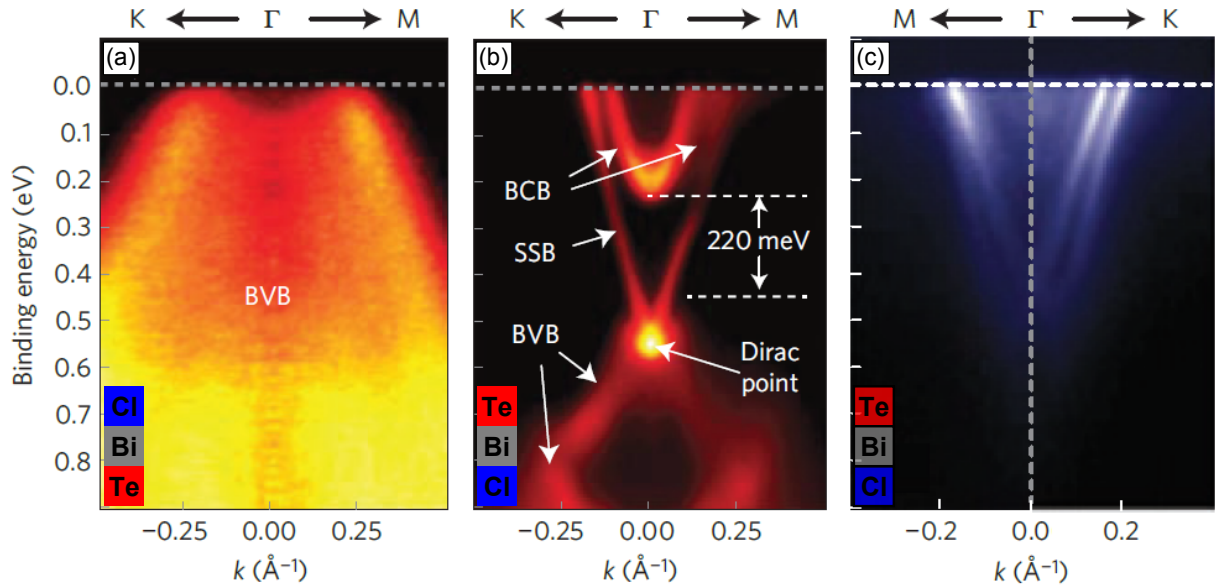 K ← Γ → M
K ← Γ → M
M ← Γ → K
(a)
(b)
(c)
Binding energy (eV)
0.0
0.1
0.2
0.3
0.4
0.5
0.6
0.7
0.8
BVB
Cl
Bi
Te
−0.25 0.00 0.25
k (Å⁻¹)
BCB
220 meV
SSB
BVB
Dirac
point
Te
Bi
Cl
−0.25 0.00 0.25
k (Å⁻¹)
Te
Bi
Cl
−0.2 0.0 0.2
k (Å⁻¹)